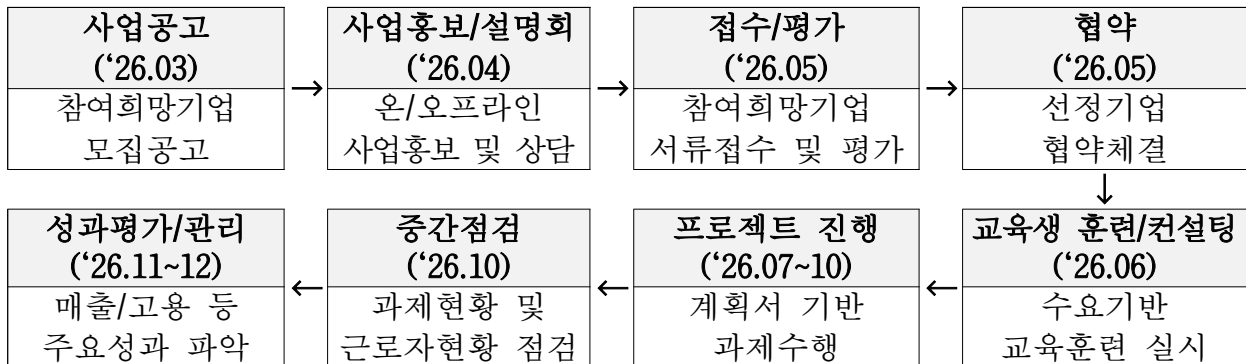 사업공고
(‘26.03)
참여희망기업
모집공고
→
사업홍보/설명회
(‘26.04)
온/오프라인
사업홍보 및 상담
→
접수/평가
(‘26.05)
참여희망기업
서류접수 및 평가
→
협약
(‘26.05)
선정기업
협약체결
↓
교육생 훈련/컨설팅
(‘26.06)
수요기반
교육훈련 실시
←
프로젝트 진행
(‘26.07~10)
계획서 기반
과제수행
←
중간점검
(‘26.10)
과제현황 및
근로자현황 점검
←
성과평가/관리
(‘26.11~12)
매출/고용 등
주요성과 파악